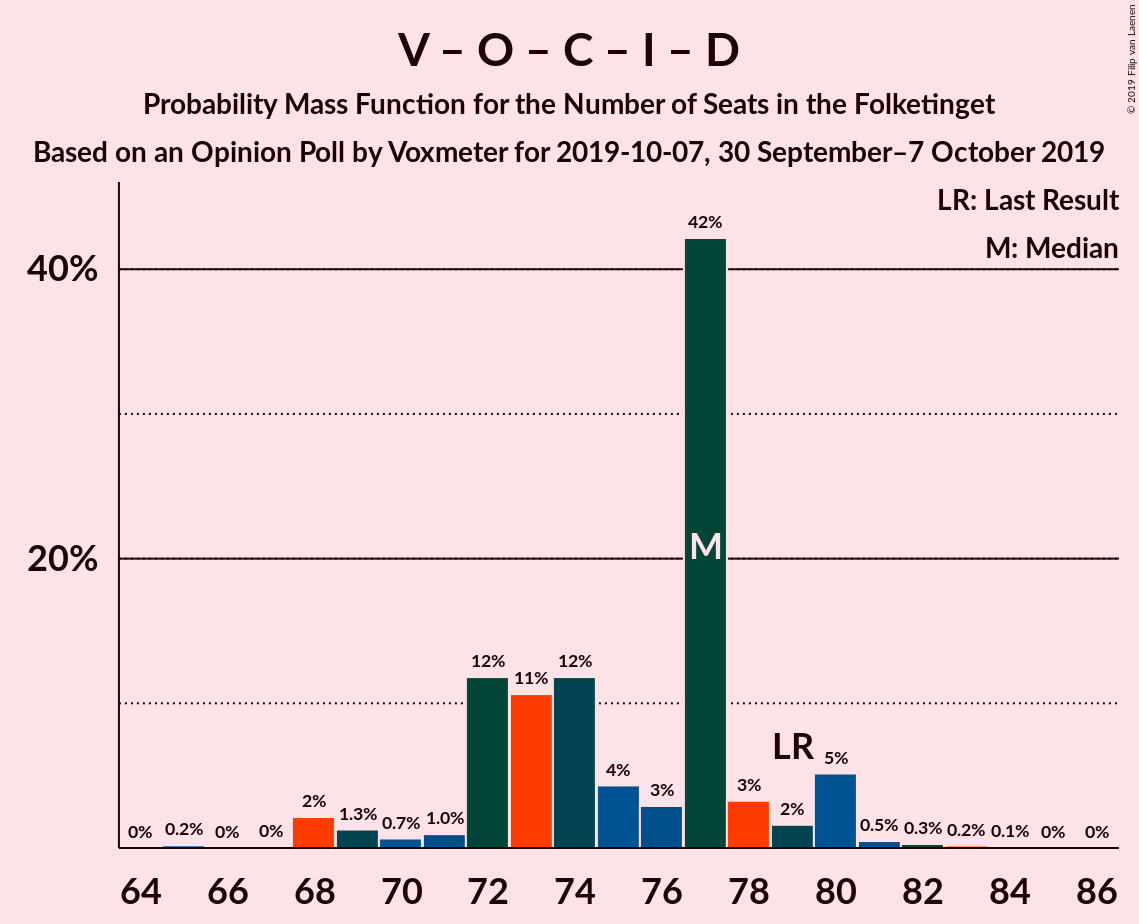 V – O – C – I – D
Probability Mass Function for the Number of Seats in the Folketinget
Based on an Opinion Poll by Voxmeter for 2019-10-07, 30 September–7 October 2019
© 2019 Filip van Laenen
LR: Last Result
M: Median
40%
20%
0% 0.2% 0% 0% 2% 1.3% 0.7% 1.0% 12% 11% 12% 4% 3% 42% 3% 2% 5% 0.5% 0.3% 0.2% 0.1% 0% 0%
M
LR
64 66 68 70 72 74 76 78 80 82 84 86